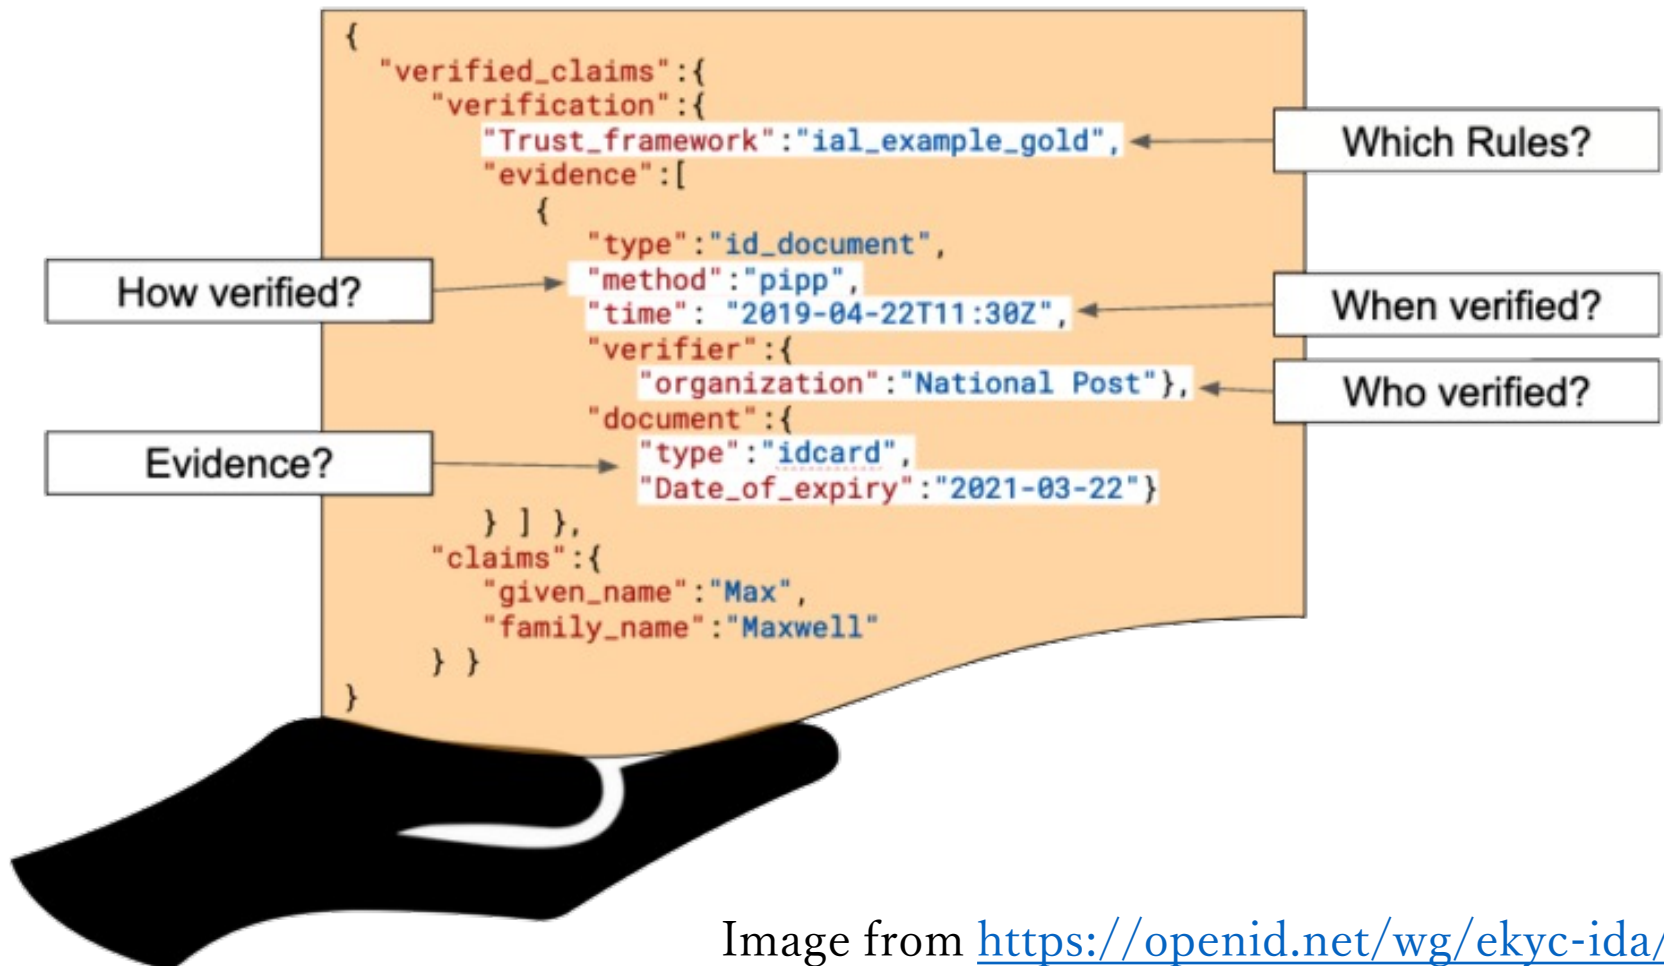 {
"verified_claims":{
"verification":{
"Trust_framework":"ial_example_gold",
Which Rules?
"evidence":[
{
"type":"id_document",
How verified?
"method":"pipp",
"time": "2019-04-22T11:30Z",
When verified?
"verifier":{
"organization":"National Post"},
Who verified?
"document":{
Evidence?
"type":"idcard",
"Date_of_expiry":"2021-03-22"}
} ] },
"claims":{
"given_name":"Max",
"family_name":"Maxwell"
} }
}
Image from https://openid.net/wg/ekyc-ida/